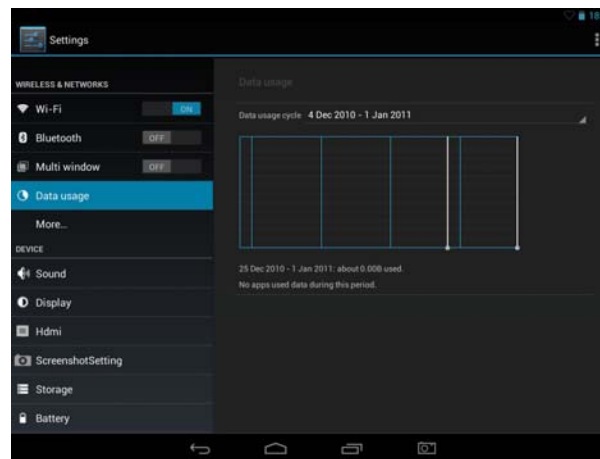 18
Settings
WIRELESS & NETWORKS
Wi-Fi ON
Bluetooth OFF
Multi window OFF
Data usage
More...
DEVICE
Sound
Display
Hdmi
ScreenshotSetting
Storage
Battery
Data usage
Data usage cycle 4 Dec 2010 - 1 Jan 2011
25 Dec 2010 - 1 Jan 2011: about 0.00B used.
No apps used data during this period.